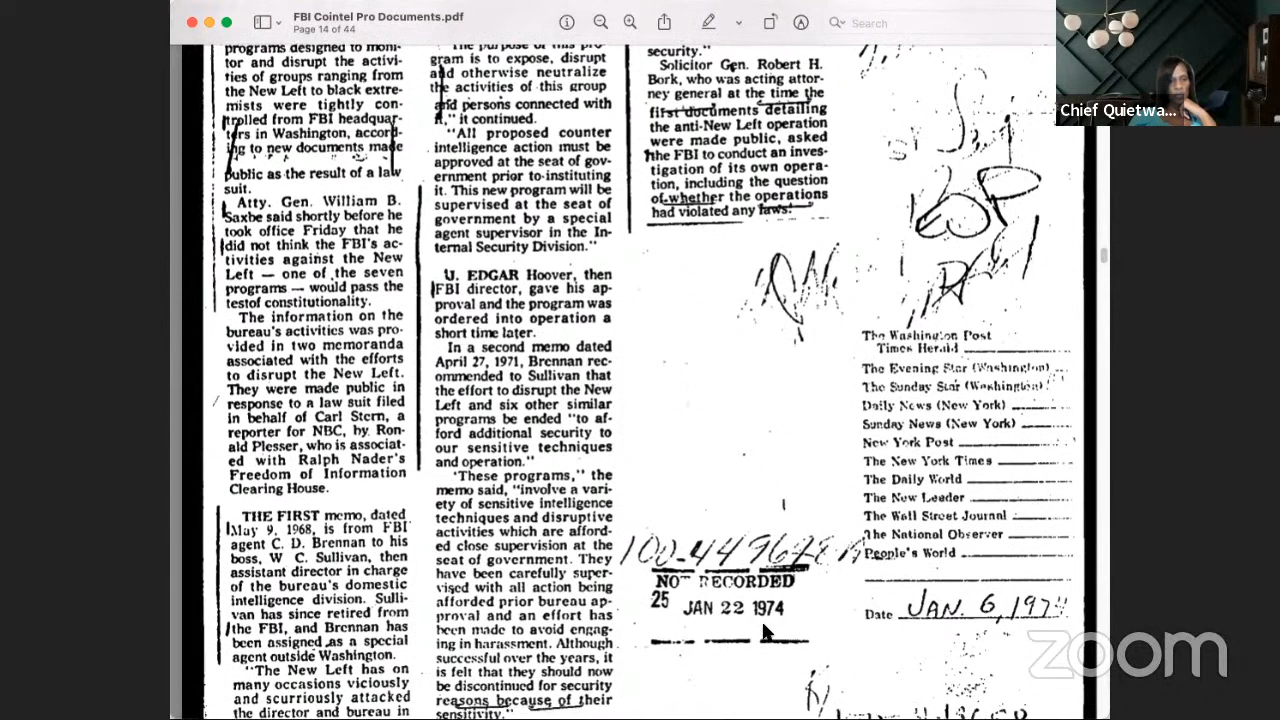 FBI Cointel Pro Documents.pdf
Page 14 of 44
Search
Chief Quietwa...
programs designed to moni-
tor and disrupt the activi-
ties of groups ranging from
the New Left to black extre-
mists were tightly con-
trolled from FBI headquar-
ters in Washington, accord-
ing to new documents made
public as the result of a law
suit.
Atty. Gen. William B.
Saxbe said shortly before he
took office Friday that he
did not think the FBI's ac-
tivities against the New
Left — one of the seven
programs — would pass the
testof constitutionality.
The information on the
bureau's activities was pro-
vided in two memoranda
associated with the efforts
to disrupt the New Left.
They were made public in
response to a law suit filed
in behalf of Carl Stern, a
reporter for NBC, by Ron-
ald Plesser, who is associat-
ed with Ralph Nader's
Freedom of Information
Clearing House.
THE FIRST memo, dated
May 9, 1968, is from FBI
agent C. D. Brennan to his
boss, W. C. Sullivan, then
assistant director in charge
of the bureau's domestic
intelligence division. Sulli-
van has since retired from
the FBI, and Brennan has
been assigned as a special
agent outside Washington.
"The New Left has on
many occasions viciously
and scurriously attacked
the director and bureau in
The purpose of this pro-
gram is to expose, disrupt
and otherwise neutralize
the activities of this group
and persons connected with
it," it continued.
"All proposed counter
intelligence action must be
approved at the seat of gov-
ernment prior to instituting
it. This new program will be
supervised at the seat of
government by a special
agent supervisor in the In-
ternal Security Division."
J. EDGAR Hoover, then
FBI director, gave his ap-
proval and the program was
ordered into operation a
short time later.
In a second memo dated
April 27, 1971, Brennan rec-
ommended to Sullivan that
the effort to disrupt the New
Left and six other similar
programs be ended "to af-
ford additional security to
our sensitive techniques
and operation."
"These programs," the
memo said, "involve a vari-
ety of sensitive intelligence
techniques and disruptive
activities which are afford-
ed close supervision at the
seat of government. They
have been carefully super-
vised with all action being
afforded prior bureau ap-
proval and an effort has
been made to avoid engag-
ing in harassment. Although
successful over the years, it
is felt that they should now
be discontinued for security
reasons because of their
sensitivity."
security."
Solicitor Gen. Robert H.
Bork, who was acting attor-
ney general at the time the
first documents detailing
the anti-New Left operation
were made public, asked
the FBI to conduct an inves-
tigation of its own opera-
tion, including the question
of whether the operations
had violated any laws.
100-449698
NOT RECORDED
25 JAN 22 1974
The Washington Post
Times Herald
The Evening Star (Washington)
The Sunday Star (Washington)
Daily News (New York)
Sunday News (New York)
New York Post
The New York Times
The Daily World
The New Leader
The Wall Street Journal
The National Observer
People's World
Date JAN. 6, 1974
zoom